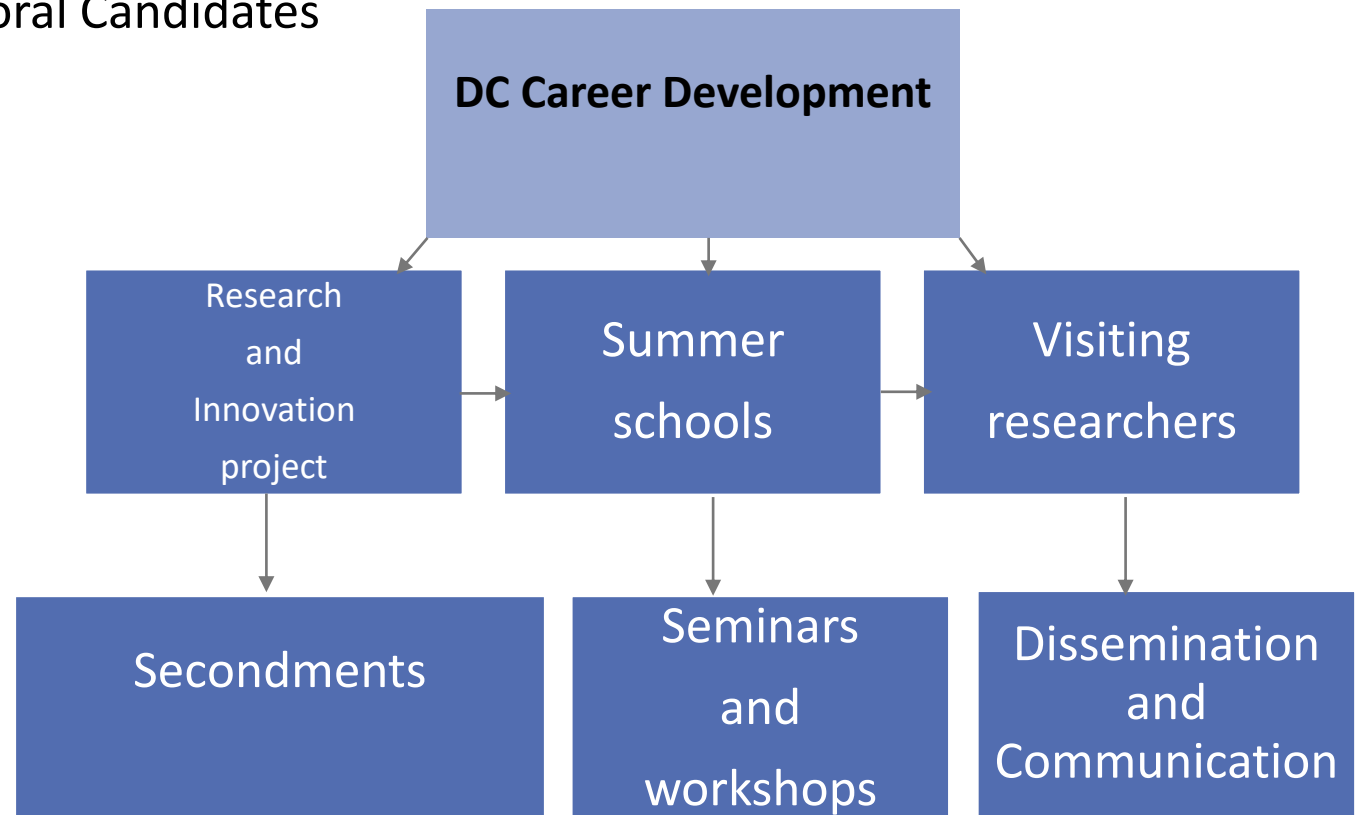 oral Candidates
DC Career Development
Research
and
Innovation
project
Summer
schools
Visiting
researchers
Secondments
Seminars
and
workshops
Dissemination
and
Communication